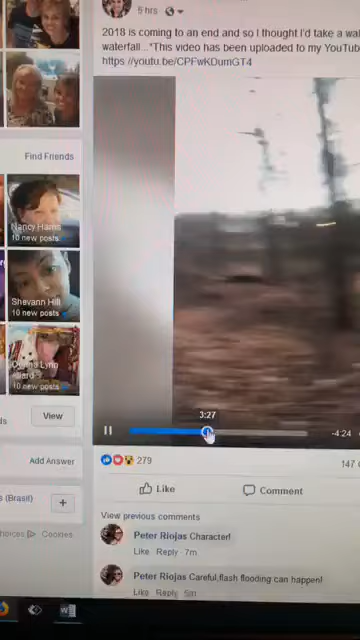 5 hrs
2018 is coming to an end and so I thought I'd take a
waterfall..."This video has been uploaded to my YouTub
https://youtu.be/CPFwKDumGT4
Find Friends
Nancy Harris
10 new posts
Shevann Hill
10 new posts
Lynn
10 new posts
View
Add Answer
(Brasil)
+
Cookies
3:27
-4:24
279
147
Like
Comment
View previous comments
Peter Riojas Character!
Like Reply 7m
Peter Riojas Careful,flash flooding can happen!
Like Reply 5m